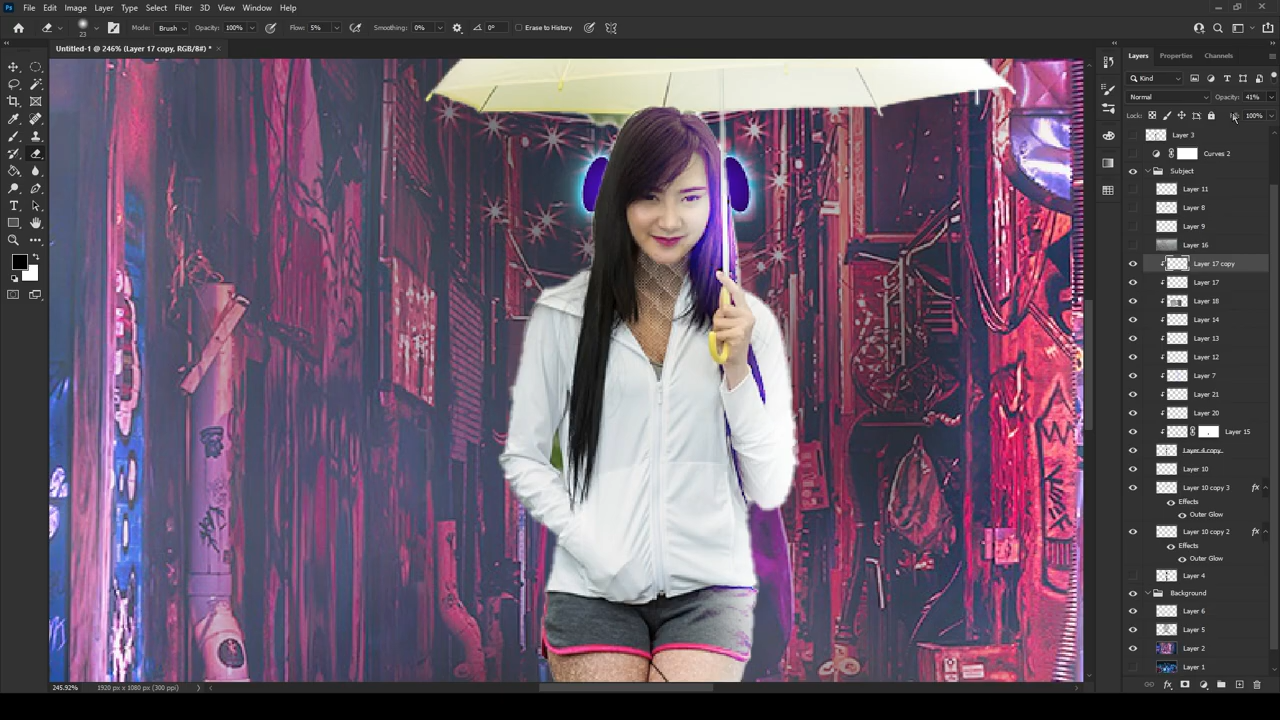 Ps File Edit Image Layer Type Select Filter 3D View Window Help
23 Mode: Brush Opacity: 100% Flow: 5% Smoothing: 0% 0° Erase to History
Untitled-1 @ 246% (Layer 17 copy, RGB/8#) * ×
Layers Properties Channels
Kind
Normal Opacity: 41%
Lock: 100%
Layer 3
Curves 2
Subject
Layer 11
Layer 8
Layer 9
Layer 16
Layer 17 copy
Layer 17
Layer 18
Layer 14
Layer 13
Layer 12
Layer 7
Layer 21
Layer 20
Layer 15
Layer 4 copy
Layer 10
Layer 10 copy 3 fx
Effects
Outer Glow
Layer 10 copy 2 fx
Effects
Outer Glow
Layer 4
Background
Layer 6
Layer 5
Layer 2
Layer 1
245.92% 1920 px x 1080 px (300 ppi)
fx